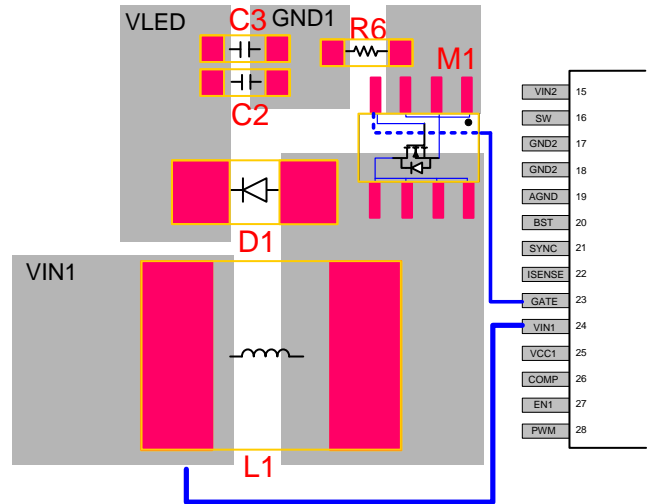 VLED
C3
GND1
R6
M1
C2
D1
VIN1
L1
VIN2 15
SW 16
GND2 17
GND2 18
AGND 19
BST 20
SYNC 21
ISENSE 22
GATE 23
VIN1 24
VCC1 25
COMP 26
EN1 27
PWM 28